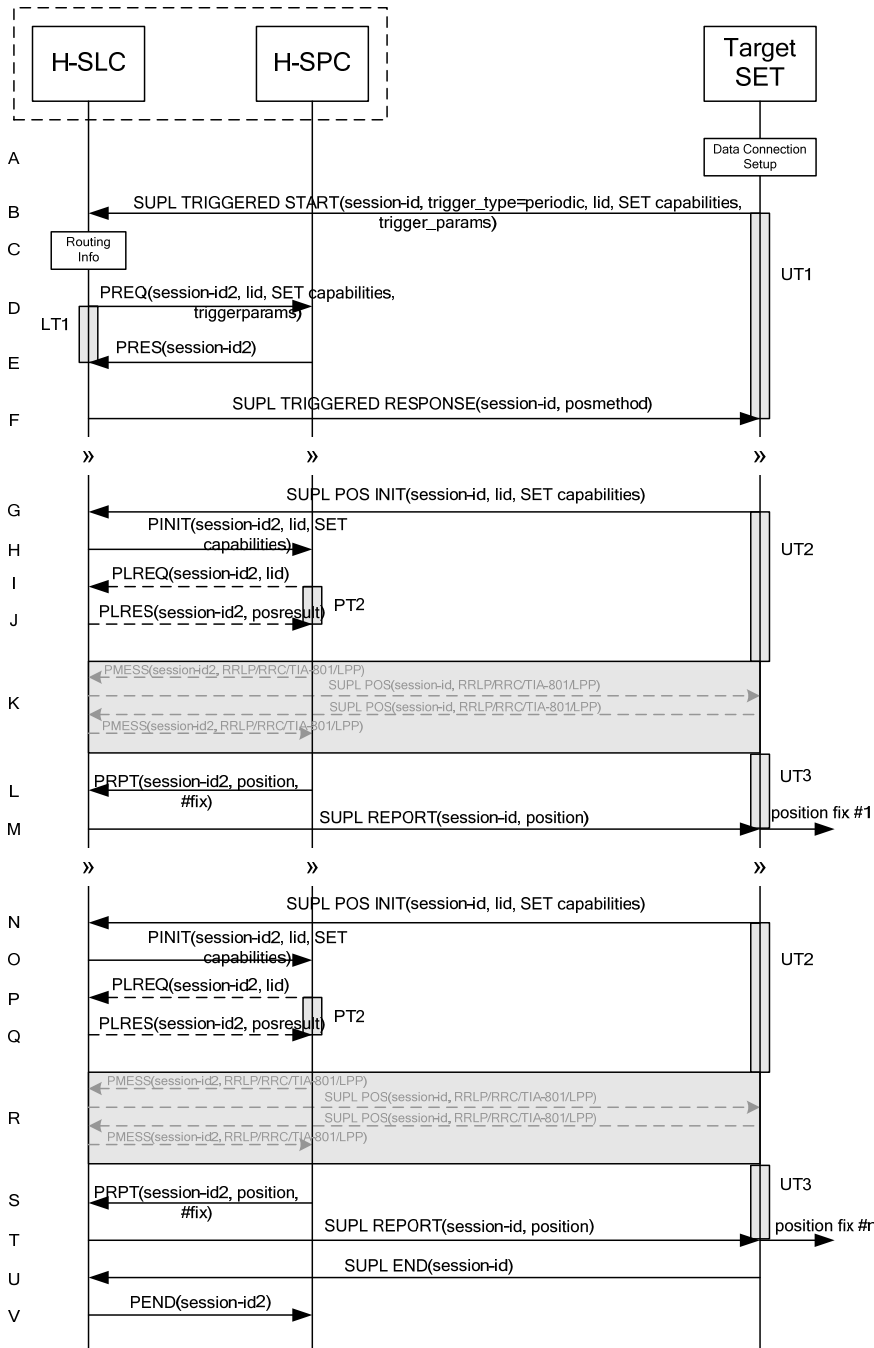 H-SLC
H-SPC
Target
SET
A
Data Connection
Setup
B
SUPL TRIGGERED START(session-id, trigger_type=periodic, lid, SET capabilities,
trigger_params)
C
Routing
Info
UT1
D
PREQ(session-id2, lid, SET capabilities,
triggerparams)
LT1
E
PRES(session-id2)
F
SUPL TRIGGERED RESPONSE(session-id, posmethod)
» » »
G
SUPL POS INIT(session-id, lid, SET capabilities)
H
PINIT(session-id2, lid, SET
capabilities)
UT2
I
PLREQ(session-id2, lid)
PT2
J
PLRES(session-id2, posresult)
K
PMESS(session-id2, RRLP/RRC/TIA-801/LPP)
SUPL POS(session-id, RRLP/RRC/TIA-801/LPP)
SUPL POS(session-id, RRLP/RRC/TIA-801/LPP)
PMESS(session-id2, RRLP/RRC/TIA-801/LPP)
UT3
L
PRPT(session-id2, position,
#fix)
M
SUPL REPORT(session-id, position)
position fix #1
» » »
N
SUPL POS INIT(session-id, lid, SET capabilities)
O
PINIT(session-id2, lid, SET
capabilities)
UT2
P
PLREQ(session-id2, lid)
PT2
Q
PLRES(session-id2, posresult)
R
PMESS(session-id2, RRLP/RRC/TIA-801/LPP)
SUPL POS(session-id, RRLP/RRC/TIA-801/LPP)
SUPL POS(session-id, RRLP/RRC/TIA-801/LPP)
PMESS(session-id2, RRLP/RRC/TIA-801/LPP)
UT3
S
PRPT(session-id2, position,
#fix)
T
SUPL REPORT(session-id, position)
position fix #n
U
SUPL END(session-id)
V
PEND(session-id2)